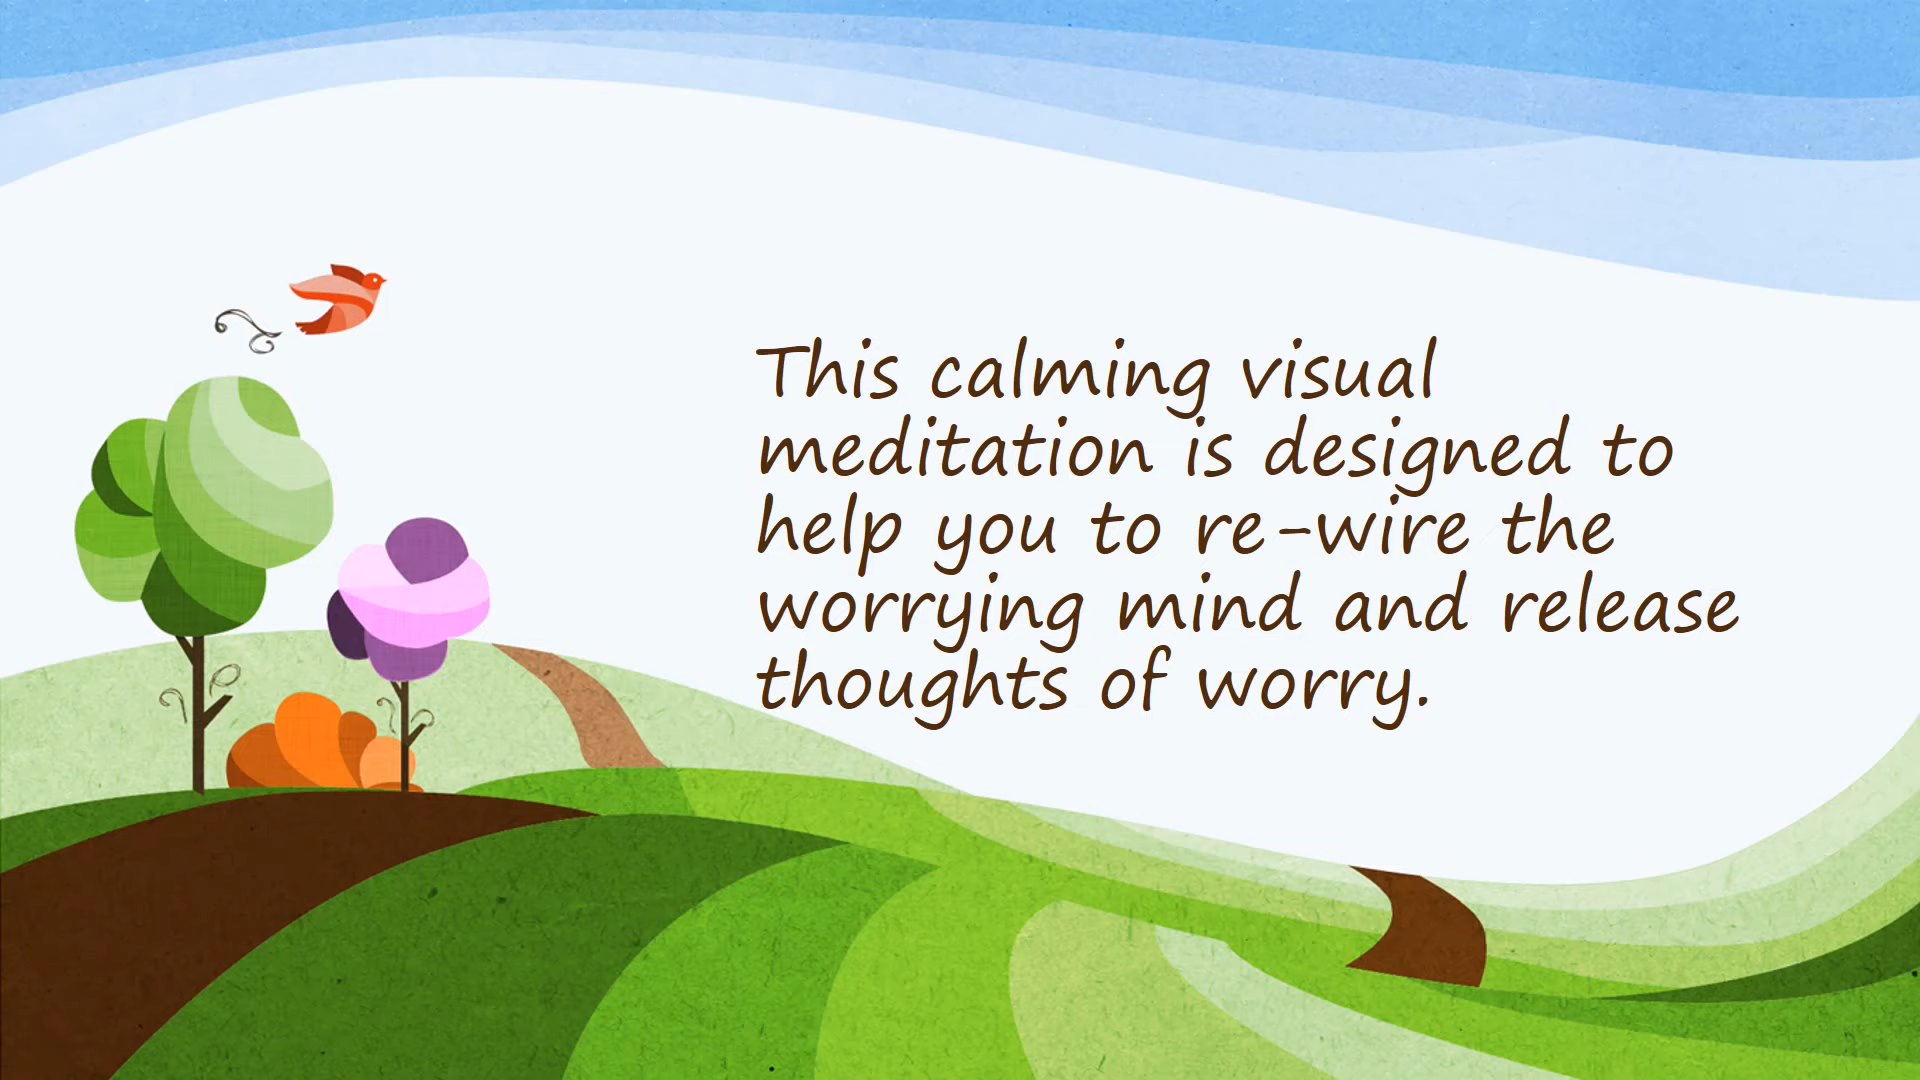 This calming visual
meditation is designed to
help you to re-wire the
worrying mind and release
thoughts of worry.